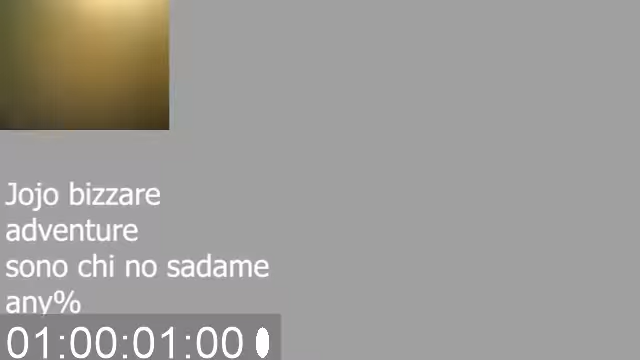 Jojo bizzare
adventure
sono chi no sadame
any%
01:00:01:00